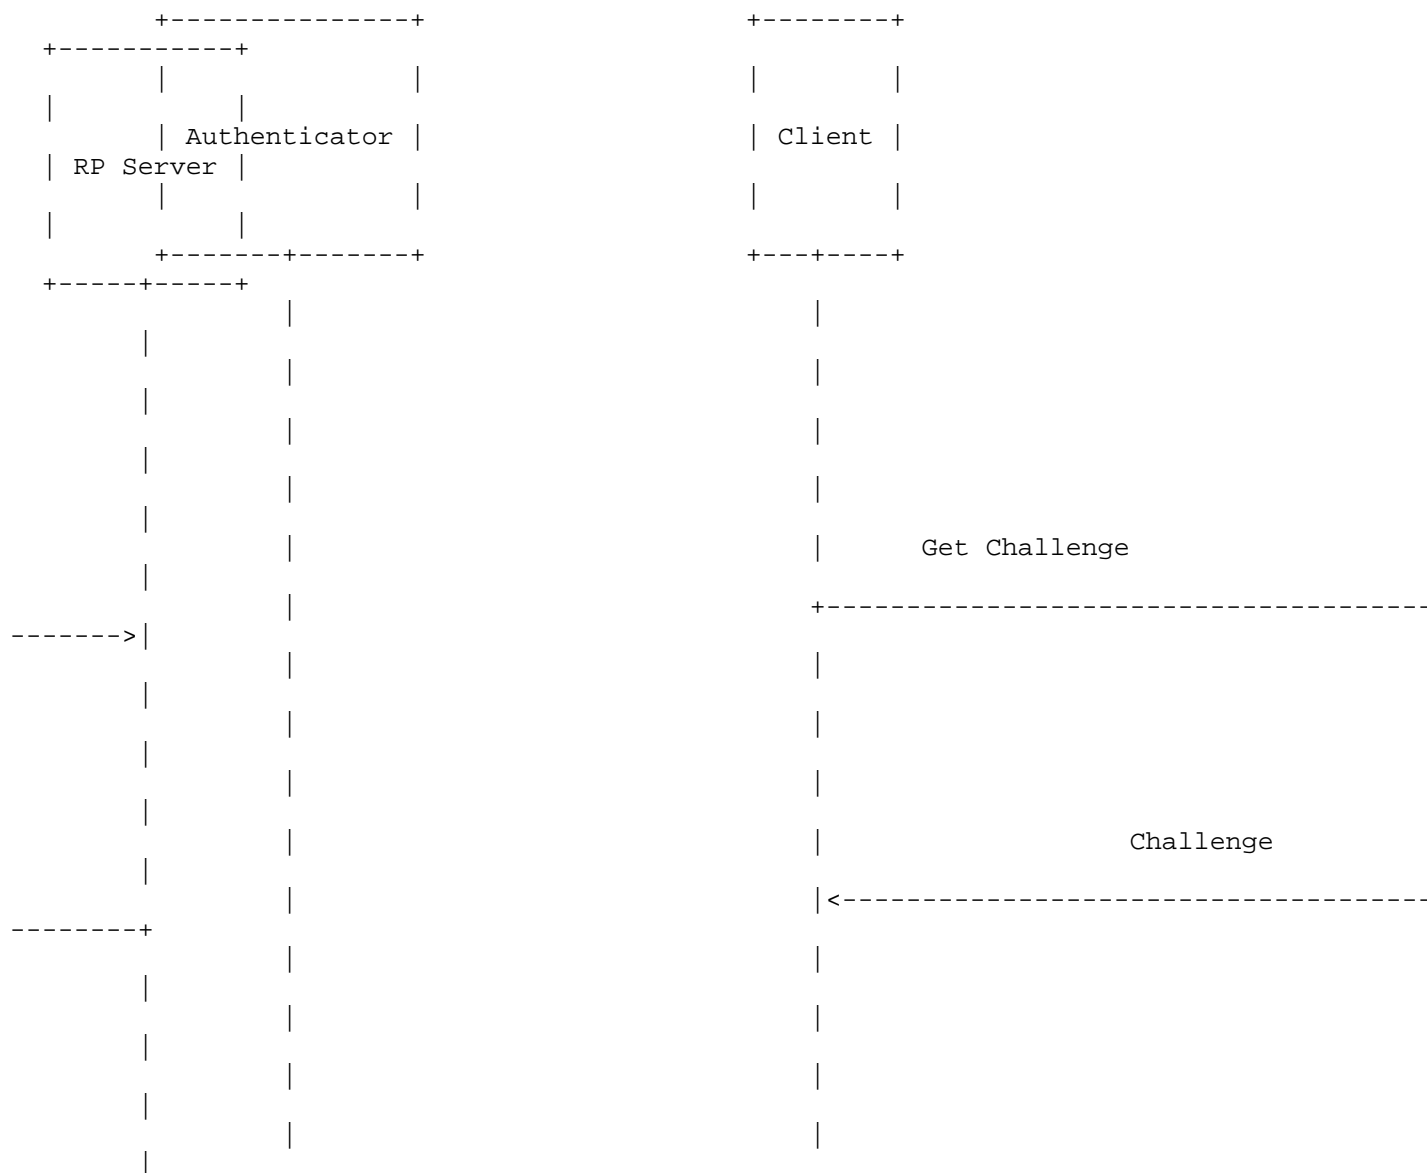 Authenticator
Client
RP Server
Get Challenge
Challenge